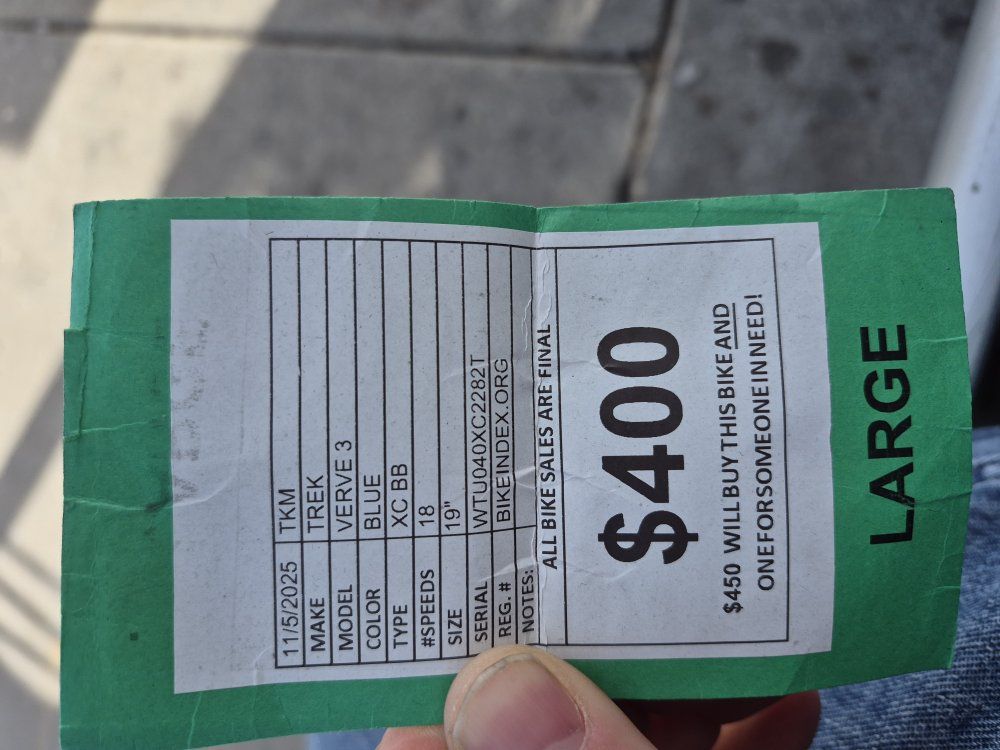 11/5/2025 TKM
MAKE TREK
MODEL VERVE 3
COLOR BLUE
TYPE XC BB
#SPEEDS 18
SIZE 19"
SERIAL WTU040XC2282T
REG. # BIKEINDEX.ORG
NOTES:
ALL BIKE SALES ARE FINAL
$400
$450 WILL BUY THIS BIKE AND
ONE FOR SOMEONE IN NEED!
LARGE